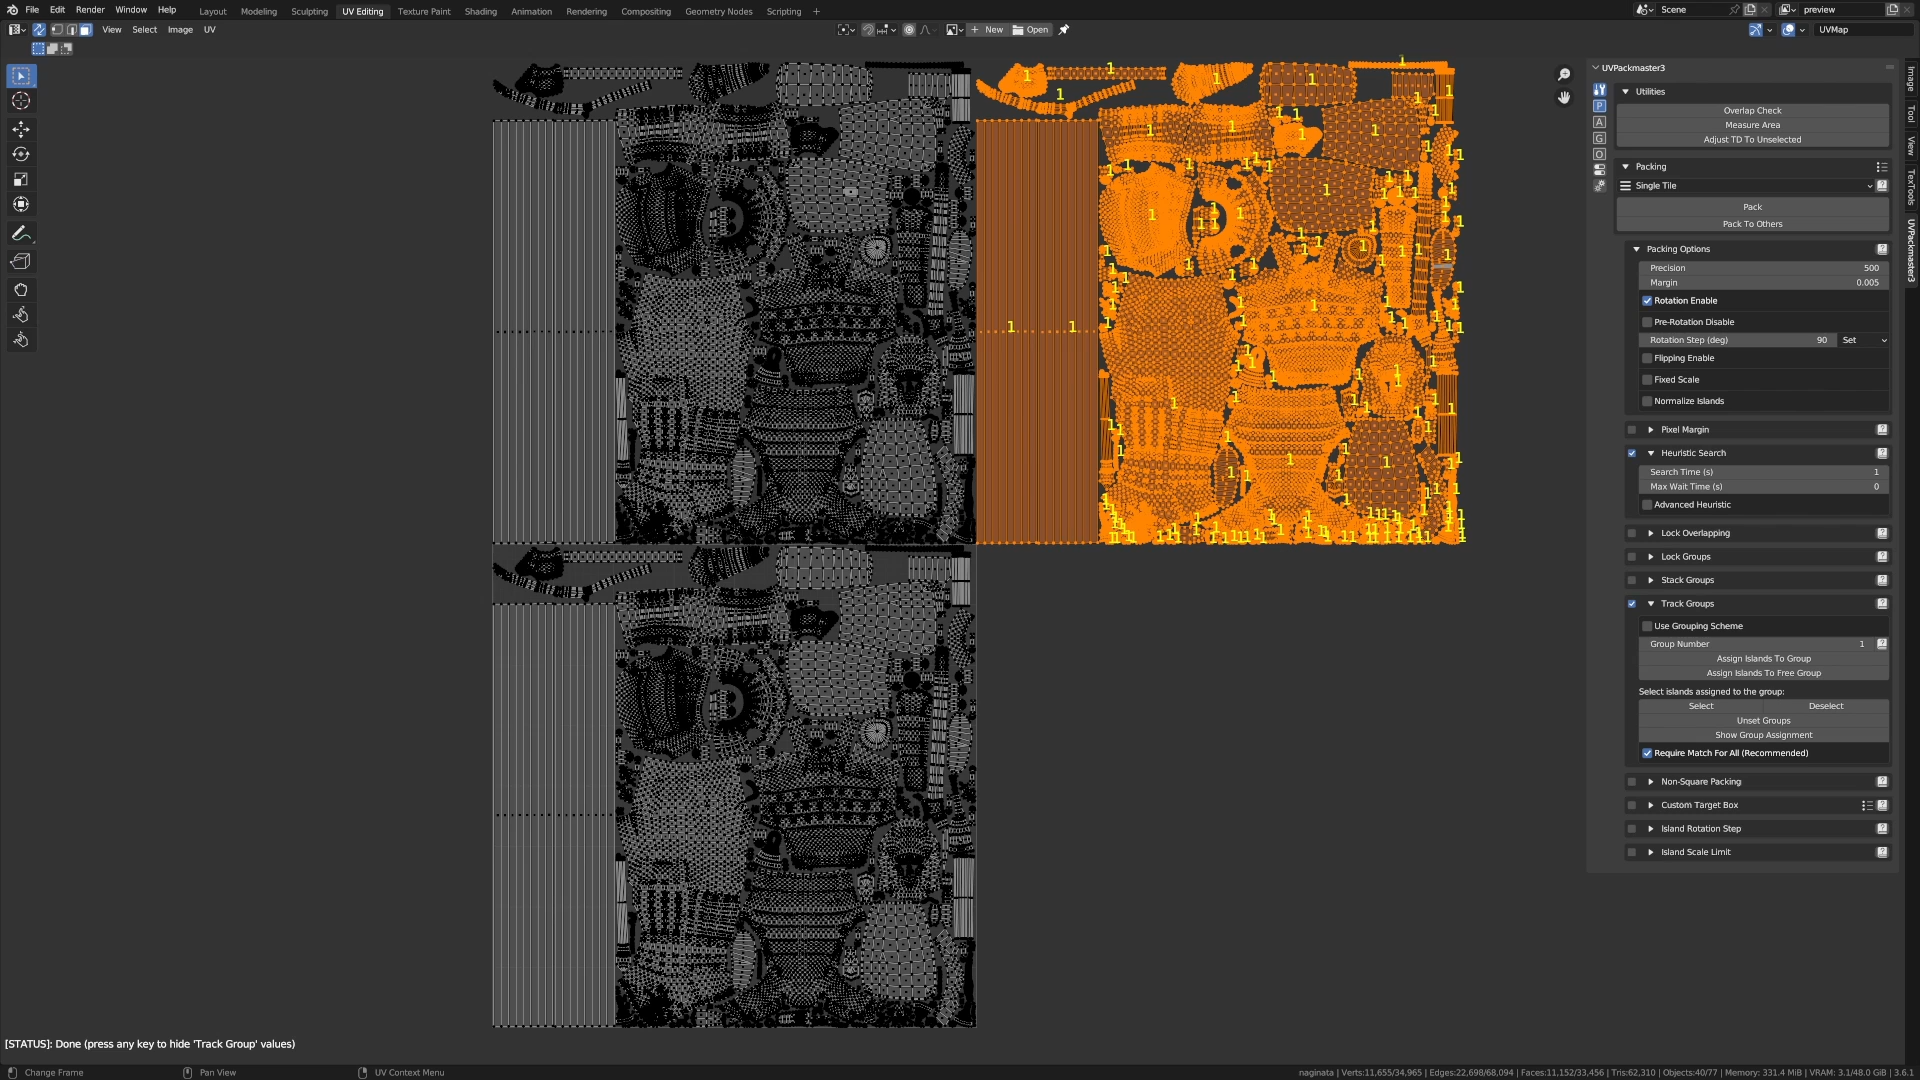 File Edit Render Window Help Layout Modeling Sculpting UV Editing Texture Paint Shading Animation Rendering Compositing Geometry Nodes Scripting + Scene preview
View Select Image UV New Open UVMap
UVPackmaster3
Utilities
Overlap Check
Measure Area
Adjust TD To Unselected
Packing
Single Tile
Pack
Pack To Others
Packing Options
Precision 500
Margin 0.005
Rotation Enable
Pre-Rotation Disable
Rotation Step (deg) 90 Set
Flipping Enable
Fixed Scale
Normalize Islands
Pixel Margin
Heuristic Search
Search Time (s) 1
Max Wait Time (s) 0
Advanced Heuristic
Lock Overlapping
Lock Groups
Stack Groups
Track Groups
Use Grouping Scheme
Group Number 1
Assign Islands To Group
Assign Islands To Free Group
Select islands assigned to the group:
Select Deselect
Unset Groups
Show Group Assignment
Require Match For All (Recommended)
Non-Square Packing
Custom Target Box
Island Rotation Step
Island Scale Limit
P
A
G
O
Image
Tool
View
TexTools
UVPackmaster3
[STATUS]: Done (press any key to hide 'Track Group' values)
Change Frame Pan View UV Context Menu naginata | Verts:11,655/34,965 | Edges:22,698/68,094 | Faces:11,152/33,456 | Tris:62,310 | Objects:40/77 | Memory: 331.4 MiB | VRAM: 3.1/48.0 GiB | 3.6.1